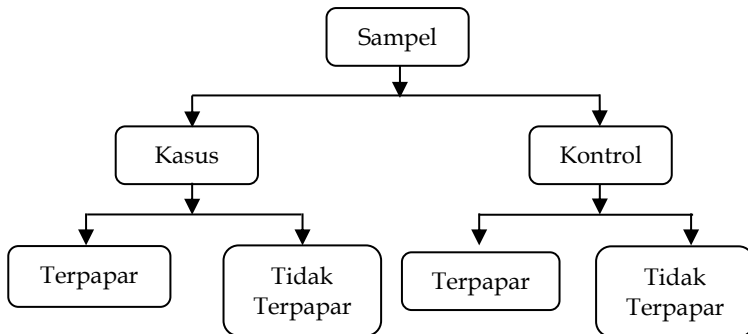 Sampel
Kasus
Kontrol
Terpapar
Tidak
Terpapar
Terpapar
Tidak
Terpapar